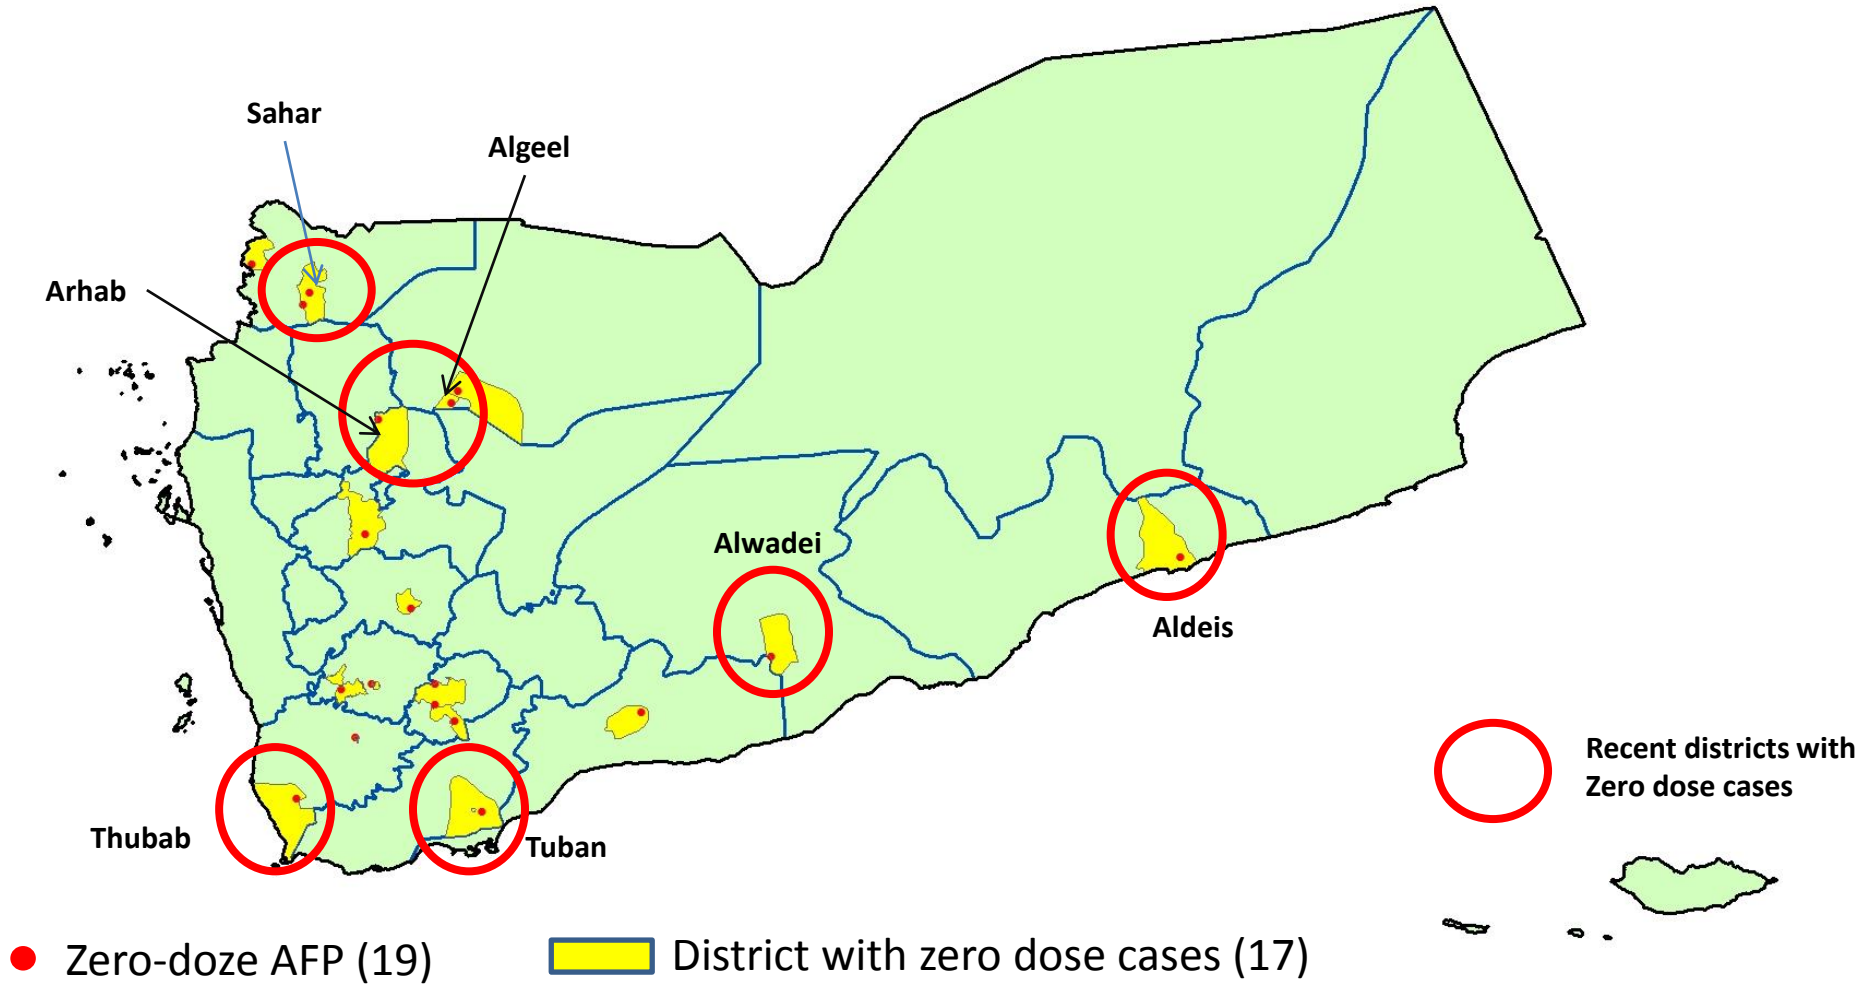 Sahar
Algeel
Arhab
Alwadei
Aldeis
Thubab
Tuban
Recent districts with
Zero dose cases
Zero-doze AFP (19)
District with zero dose cases (17)